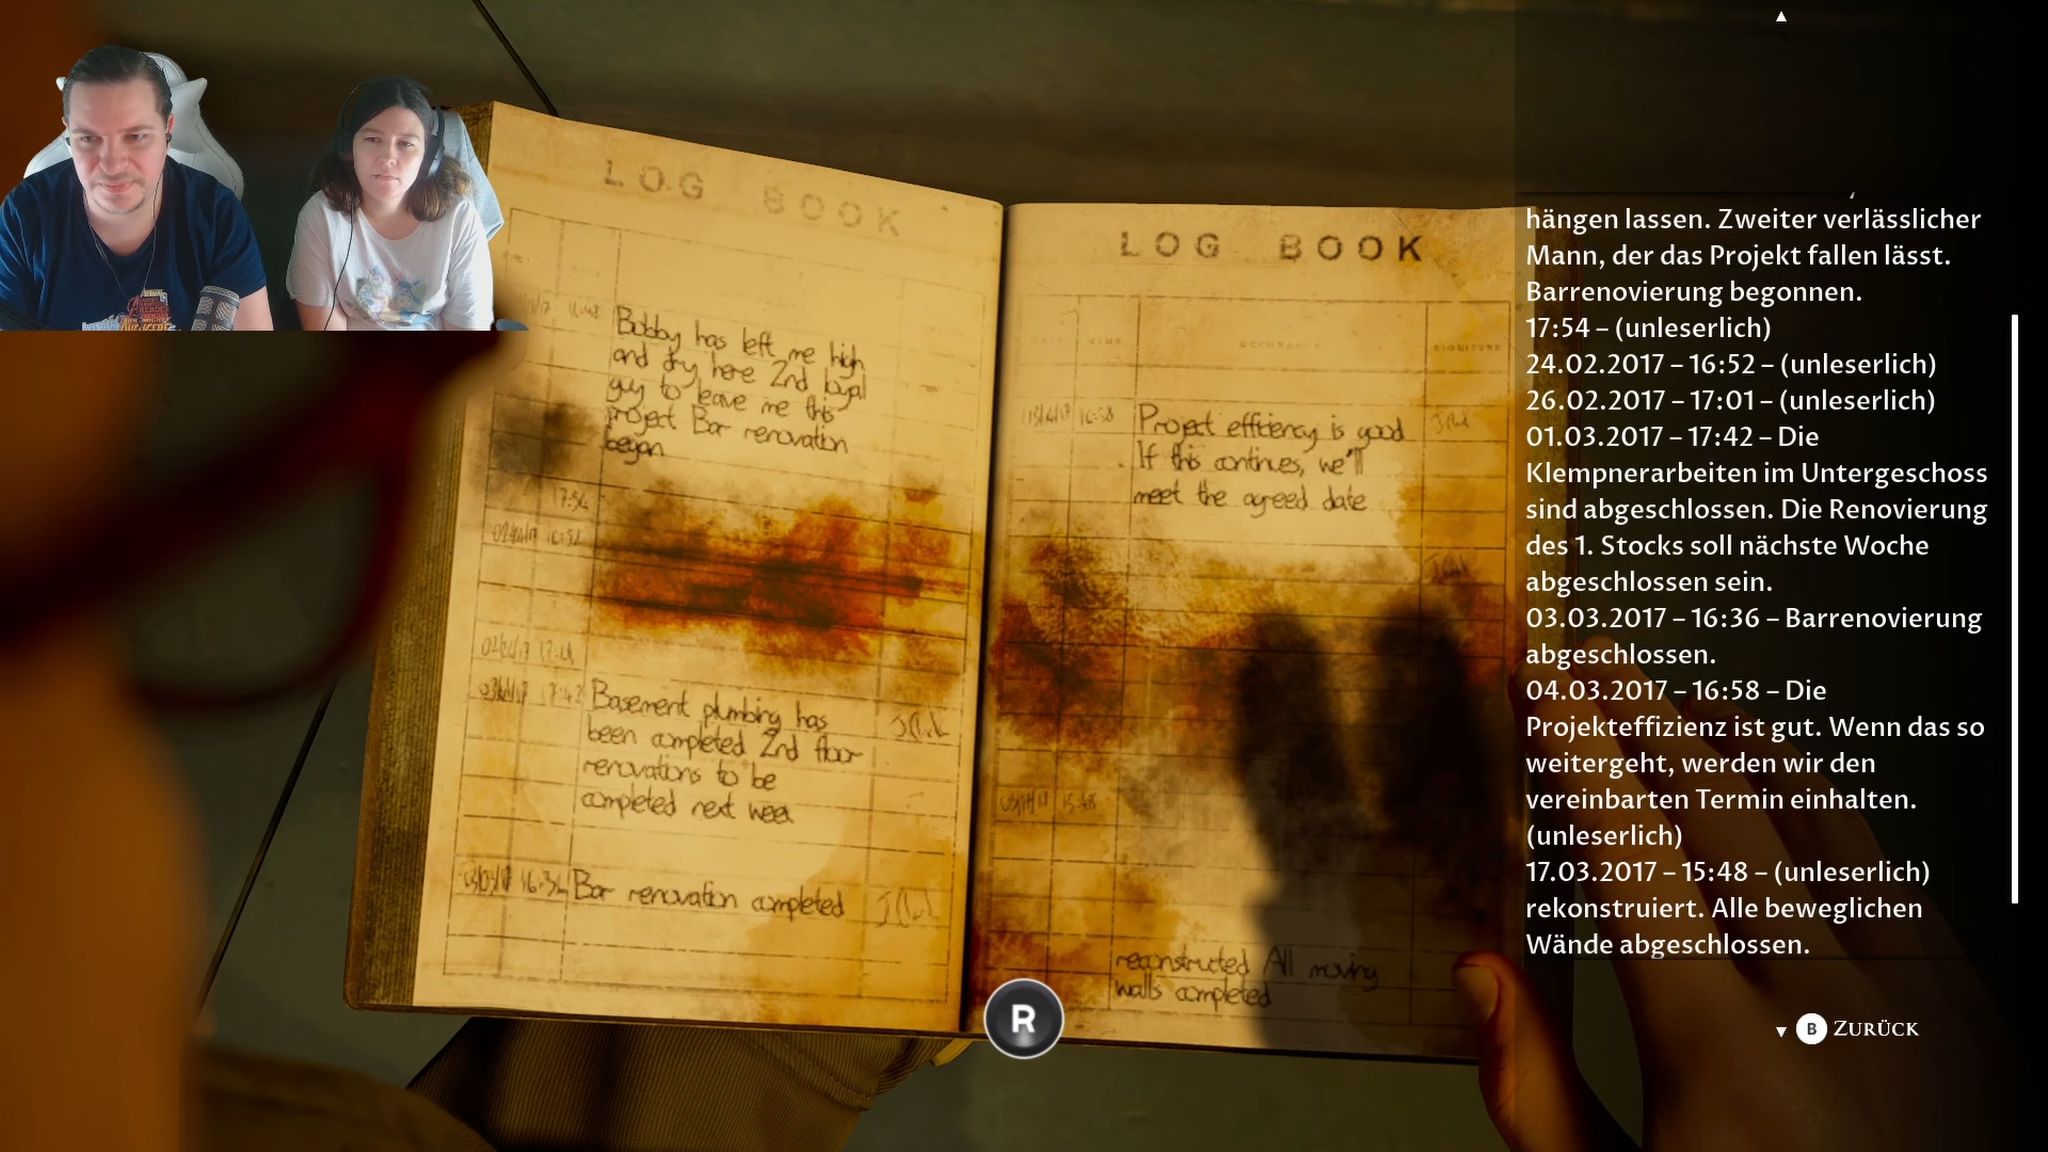 LOG BOOK
Bobby has left me high
and dry here 2nd loyal
guy to leave me this
project Bar renovation
began
17:54
Basement plumbing has
been completed 2nd floor
renovations to be
completed next week
Bar renovation completed
LOG BOOK
OCCURANCE
SIGNITURE
16:58
Project efficiency is good
If this continues, we'll
meet the agreed date
15:48
reconstructed All moving
walls completed
R
hängen lassen. Zweiter verlässlicher
Mann, der das Projekt fallen lässt.
Barrenovierung begonnen.
17:54 – (unleserlich)
24.02.2017 – 16:52 – (unleserlich)
26.02.2017 – 17:01 – (unleserlich)
01.03.2017 – 17:42 – Die
Klempnerarbeiten im Untergeschoss
sind abgeschlossen. Die Renovierung
des 1. Stocks soll nächste Woche
abgeschlossen sein.
03.03.2017 – 16:36 – Barrenovierung
abgeschlossen.
04.03.2017 – 16:58 – Die
Projekteffizienz ist gut. Wenn das so
weitergeht, werden wir den
vereinbarten Termin einhalten.
(unleserlich)
17.03.2017 – 15:48 – (unleserlich)
rekonstruiert. Alle beweglichen
Wände abgeschlossen.
B ZURÜCK